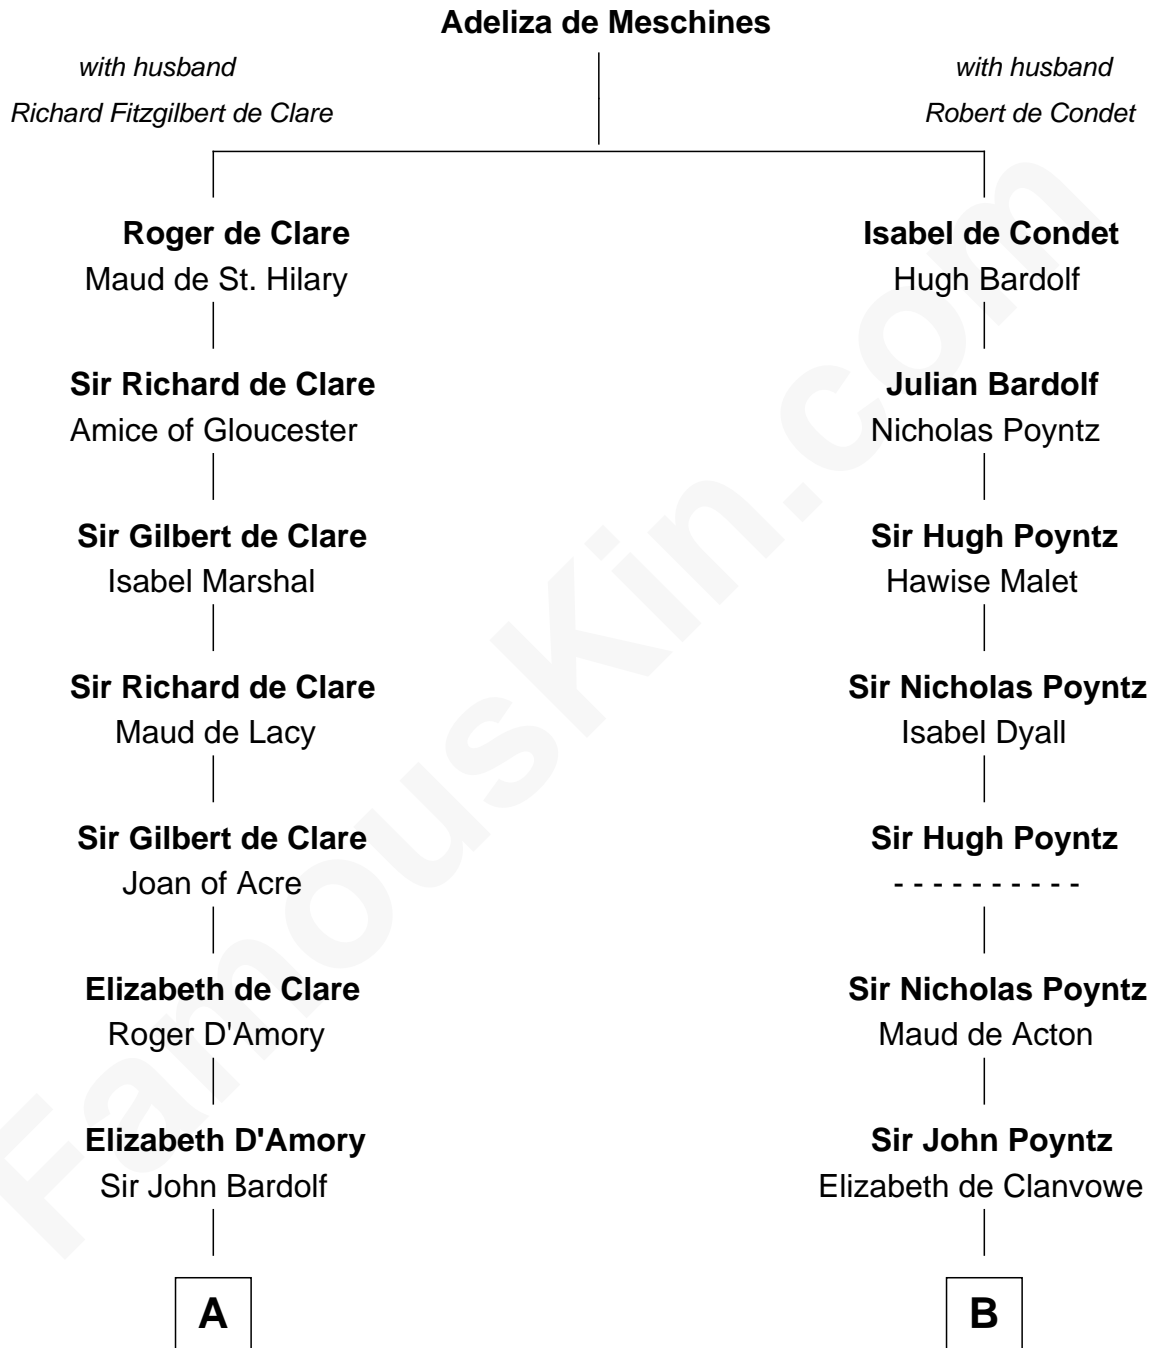 Adeliza de Meschines
with husband
Richard Fitzgilbert de Clare
with husband
Robert de Condet
Roger de Clare
Maud de St. Hilary
Isabel de Condet
Hugh Bardolf
Sir Richard de Clare
Amice of Gloucester
Julian Bardolf
Nicholas Poyntz
Sir Gilbert de Clare
Isabel Marshal
Sir Hugh Poyntz
Hawise Malet
Sir Richard de Clare
Maud de Lacy
Sir Nicholas Poyntz
Isabel Dyall
Sir Gilbert de Clare
Joan of Acre
Sir Hugh Poyntz
- - - - - - - - - -
Elizabeth de Clare
Roger D'Amory
Sir Nicholas Poyntz
Maud de Acton
Elizabeth D'Amory
Sir John Bardolf
Sir John Poyntz
Elizabeth de Clanvowe
A
B
FamousKin.com